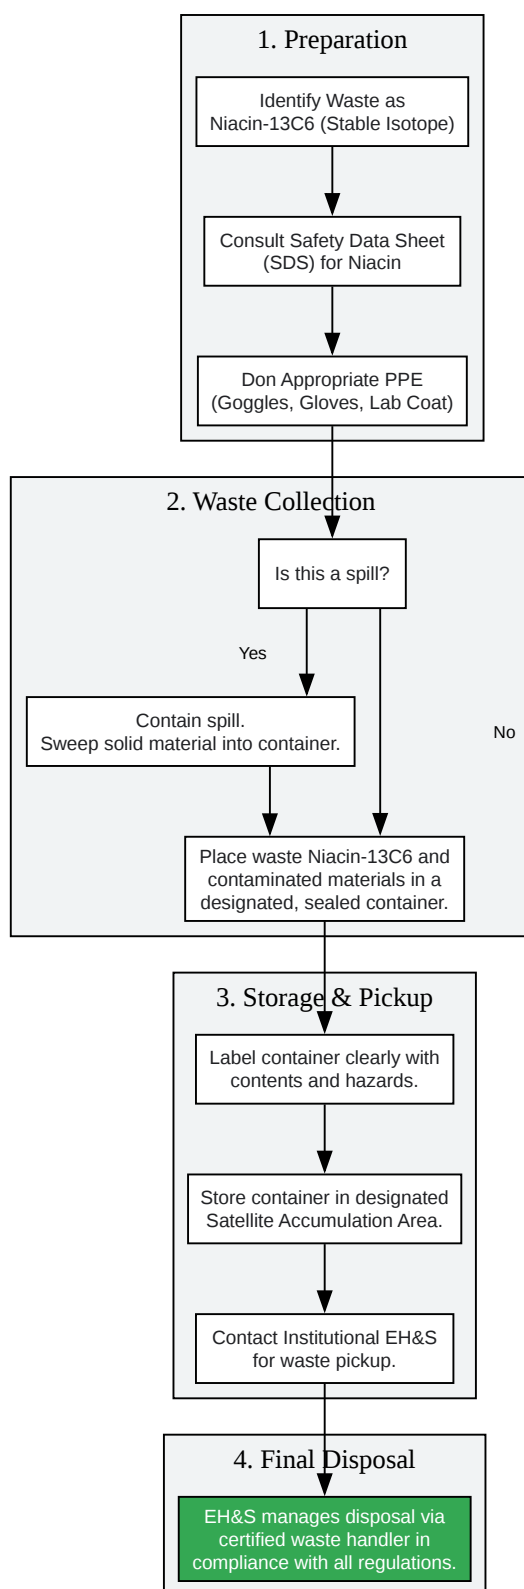 1. Preparation
Identify Waste as
Niacin-13C6 (Stable Isotope)
Consult Safety Data Sheet
(SDS) for Niacin
Don Appropriate PPE
(Goggles, Gloves, Lab Coat)
2. Waste Collection
Is this a spill?
Yes
Contain spill.
Sweep solid material into container.
No
Place waste Niacin-13C6 and
contaminated materials in a
designated, sealed container.
3. Storage & Pickup
Label container clearly with
contents and hazards.
Store container in designated
Satellite Accumulation Area.
Contact Institutional EH&S
for waste pickup.
4. Final Disposal
EH&S manages disposal via
certified waste handler in
compliance with all regulations.